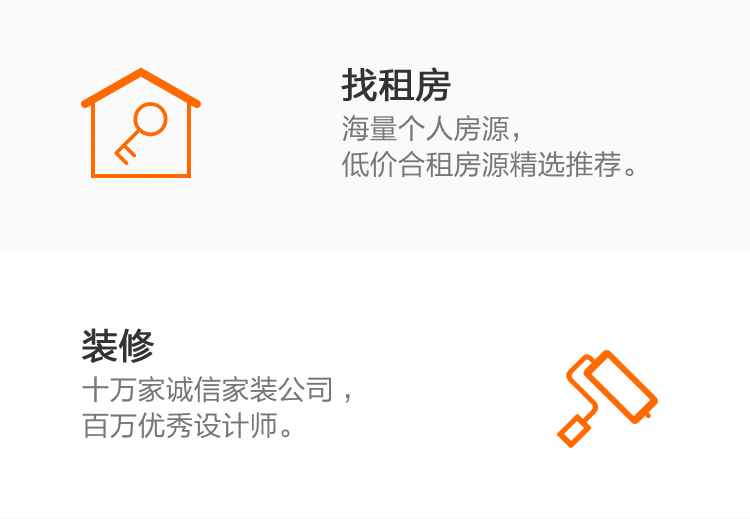 找租房
海量个人房源，
低价合租房源精选推荐。
装修
十万家诚信家装公司，
百万优秀设计师。